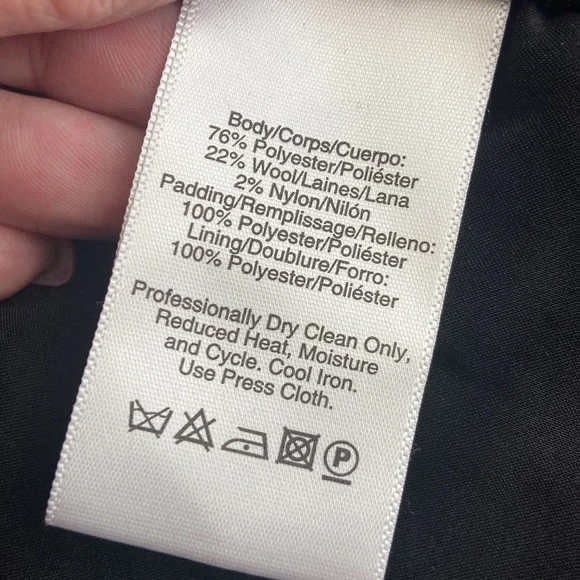 Body/Corps/Cuerpo:
76% Polyester/Poliéster
22% Wool/Laines/Lana
2% Nylon/Nilón
Padding/Remplissage/Relleno:
100% Polyester/Poliéster
Lining/Doublure/Forro:
100% Polyester/Poliéster
Professionally Dry Clean Only,
Reduced Heat, Moisture
and Cycle. Cool Iron.
Use Press Cloth.
P